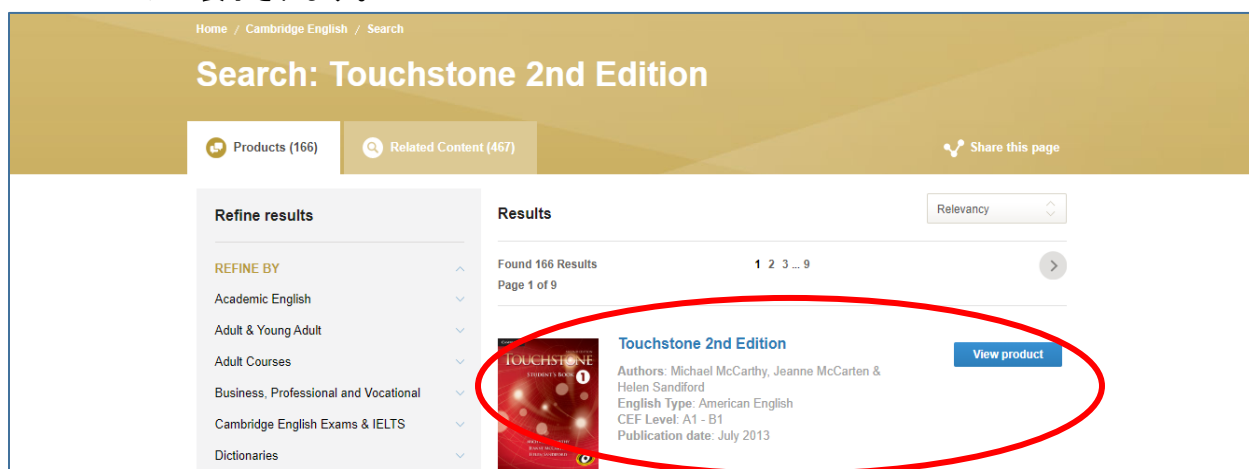 Home / Cambridge English / Search
Search: Touchstone 2nd Edition
Products (166)
Related Content (467)
Share this page
Refine results
REFINE BY
Academic English
Adult & Young Adult
Adult Courses
Business, Professional and Vocational
Cambridge English Exams & IELTS
Dictionaries
Results
Relevancy
Found 166 Results
1 2 3 ... 9
Page 1 of 9
TOUCHSTONE
STUDENT'S BOOK 1
Touchstone 2nd Edition
View product
Authors: Michael McCarthy, Jeanne McCarten &
Helen Sandiford
English Type: American English
CEF Level: A1 - B1
Publication date: July 2013